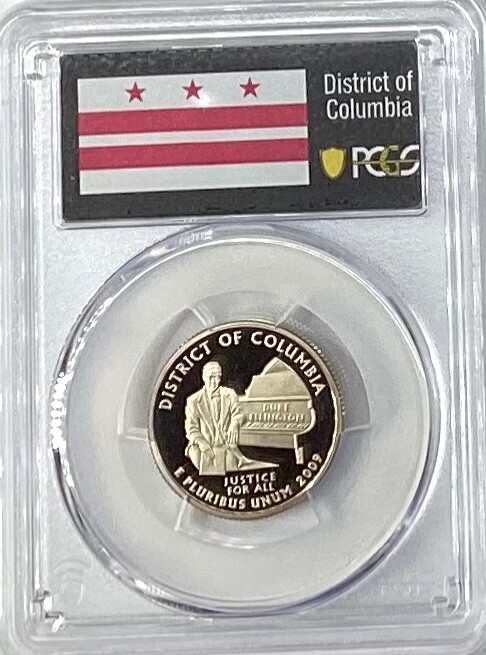 District of
Columbia
PCGS
DISTRICT OF COLUMBIA
DUKE
ELLINGTON
JUSTICE
FOR ALL
E PLURIBUS UNUM 2009